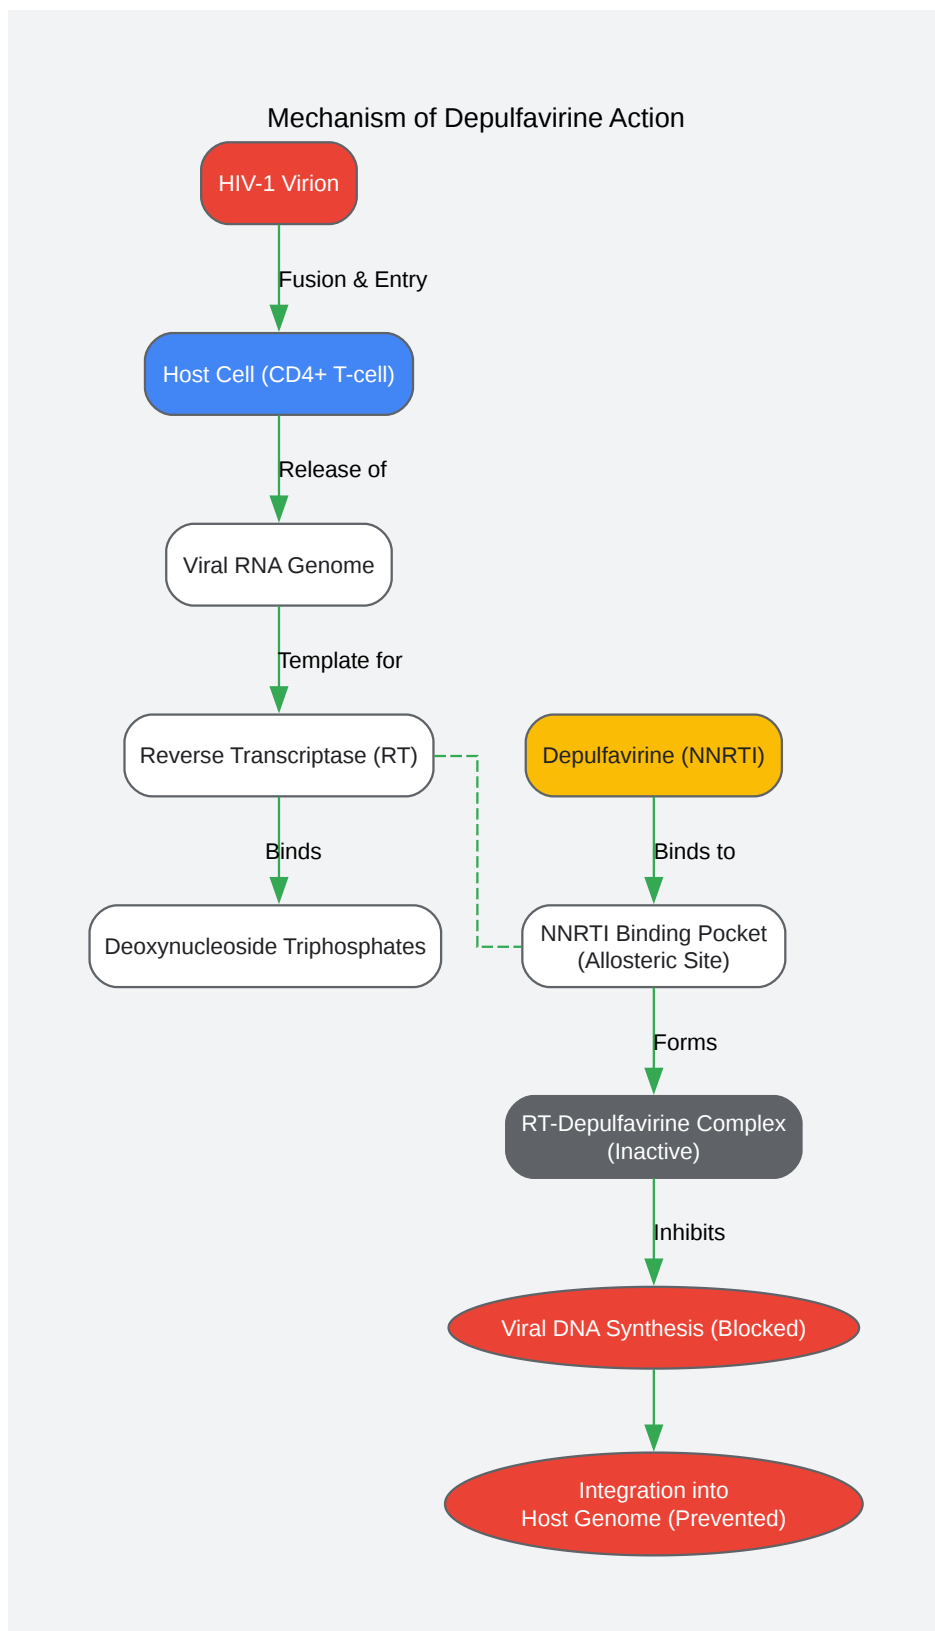 Mechanism of Depulfavirine Action
HIV-1 Virion
Fusion & Entry
Host Cell (CD4+ T-cell)
Release of
Viral RNA Genome
Template for
Reverse Transcriptase (RT)
Depulfavirine (NNRTI)
Binds
Binds to
Deoxynucleoside Triphosphates
NNRTI Binding Pocket
(Allosteric Site)
Forms
RT-Depulfavirine Complex
(Inactive)
Inhibits
Viral DNA Synthesis (Blocked)
Integration into
Host Genome (Prevented)